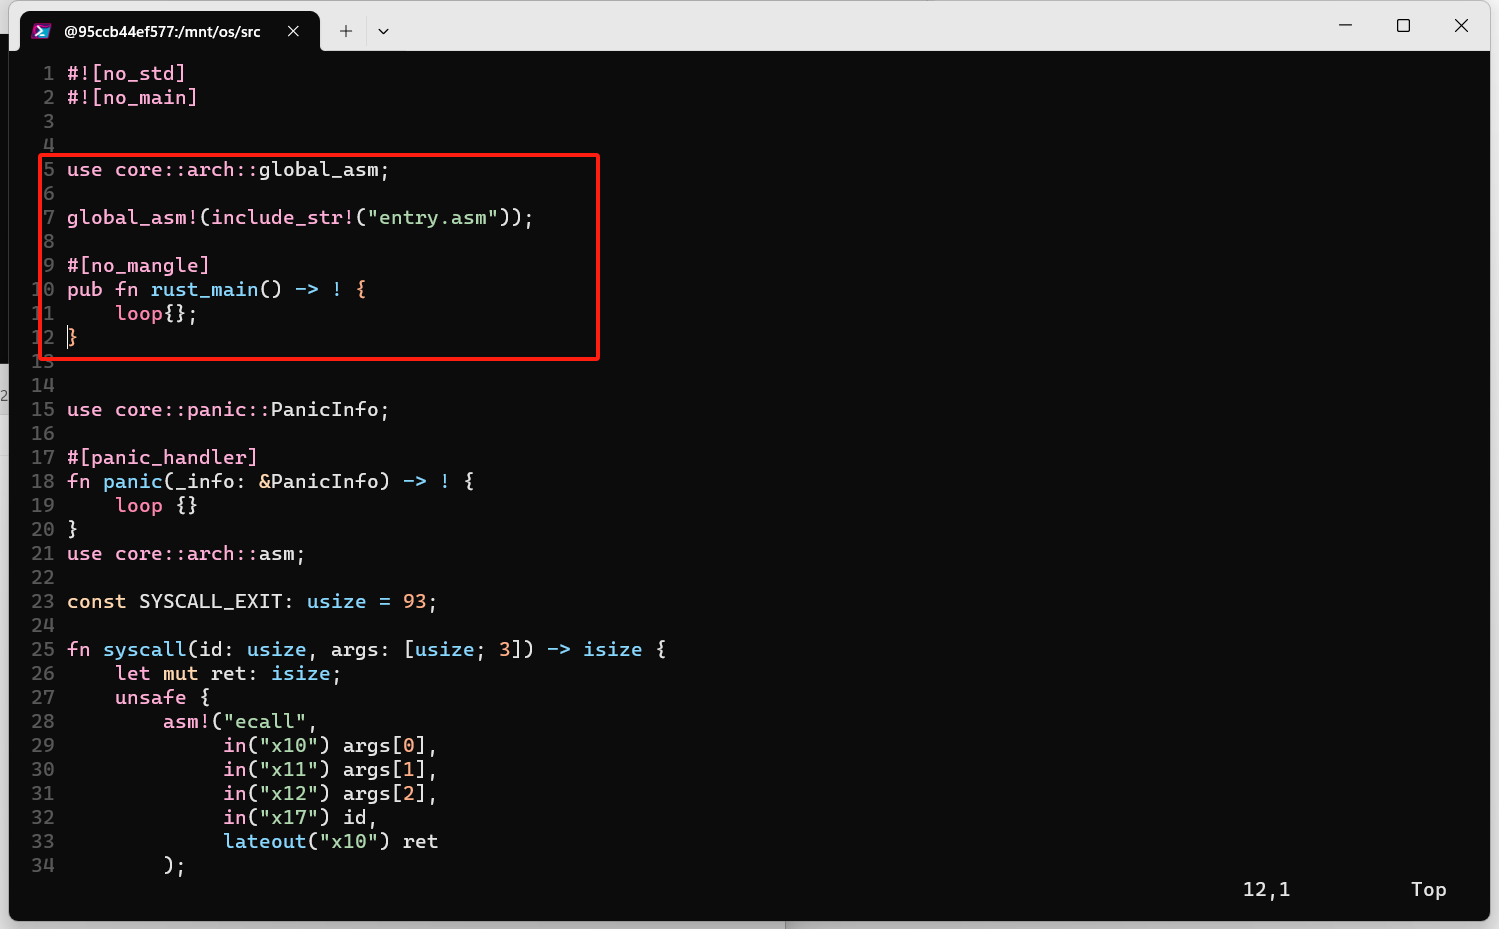 @95ccb44ef577:/mnt/os/src
1 #![no_std]
2 #![no_main]
3
4
5 use core::arch::global_asm;
6
7 global_asm!(include_str!("entry.asm"));
8
9 #[no_mangle]
10 pub fn rust_main() -> ! {
11     loop{};
12 }
13
14
15 use core::panic::PanicInfo;
16
17 #[panic_handler]
18 fn panic(_info: &PanicInfo) -> ! {
19     loop {}
20 }
21 use core::arch::asm;
22
23 const SYSCALL_EXIT: usize = 93;
24
25 fn syscall(id: usize, args: [usize; 3]) -> isize {
26     let mut ret: isize;
27     unsafe {
28         asm!("ecall",
29              in("x10") args[0],
30              in("x11") args[1],
31              in("x12") args[2],
32              in("x17") id,
33              lateout("x10") ret
34         );
12,1 Top